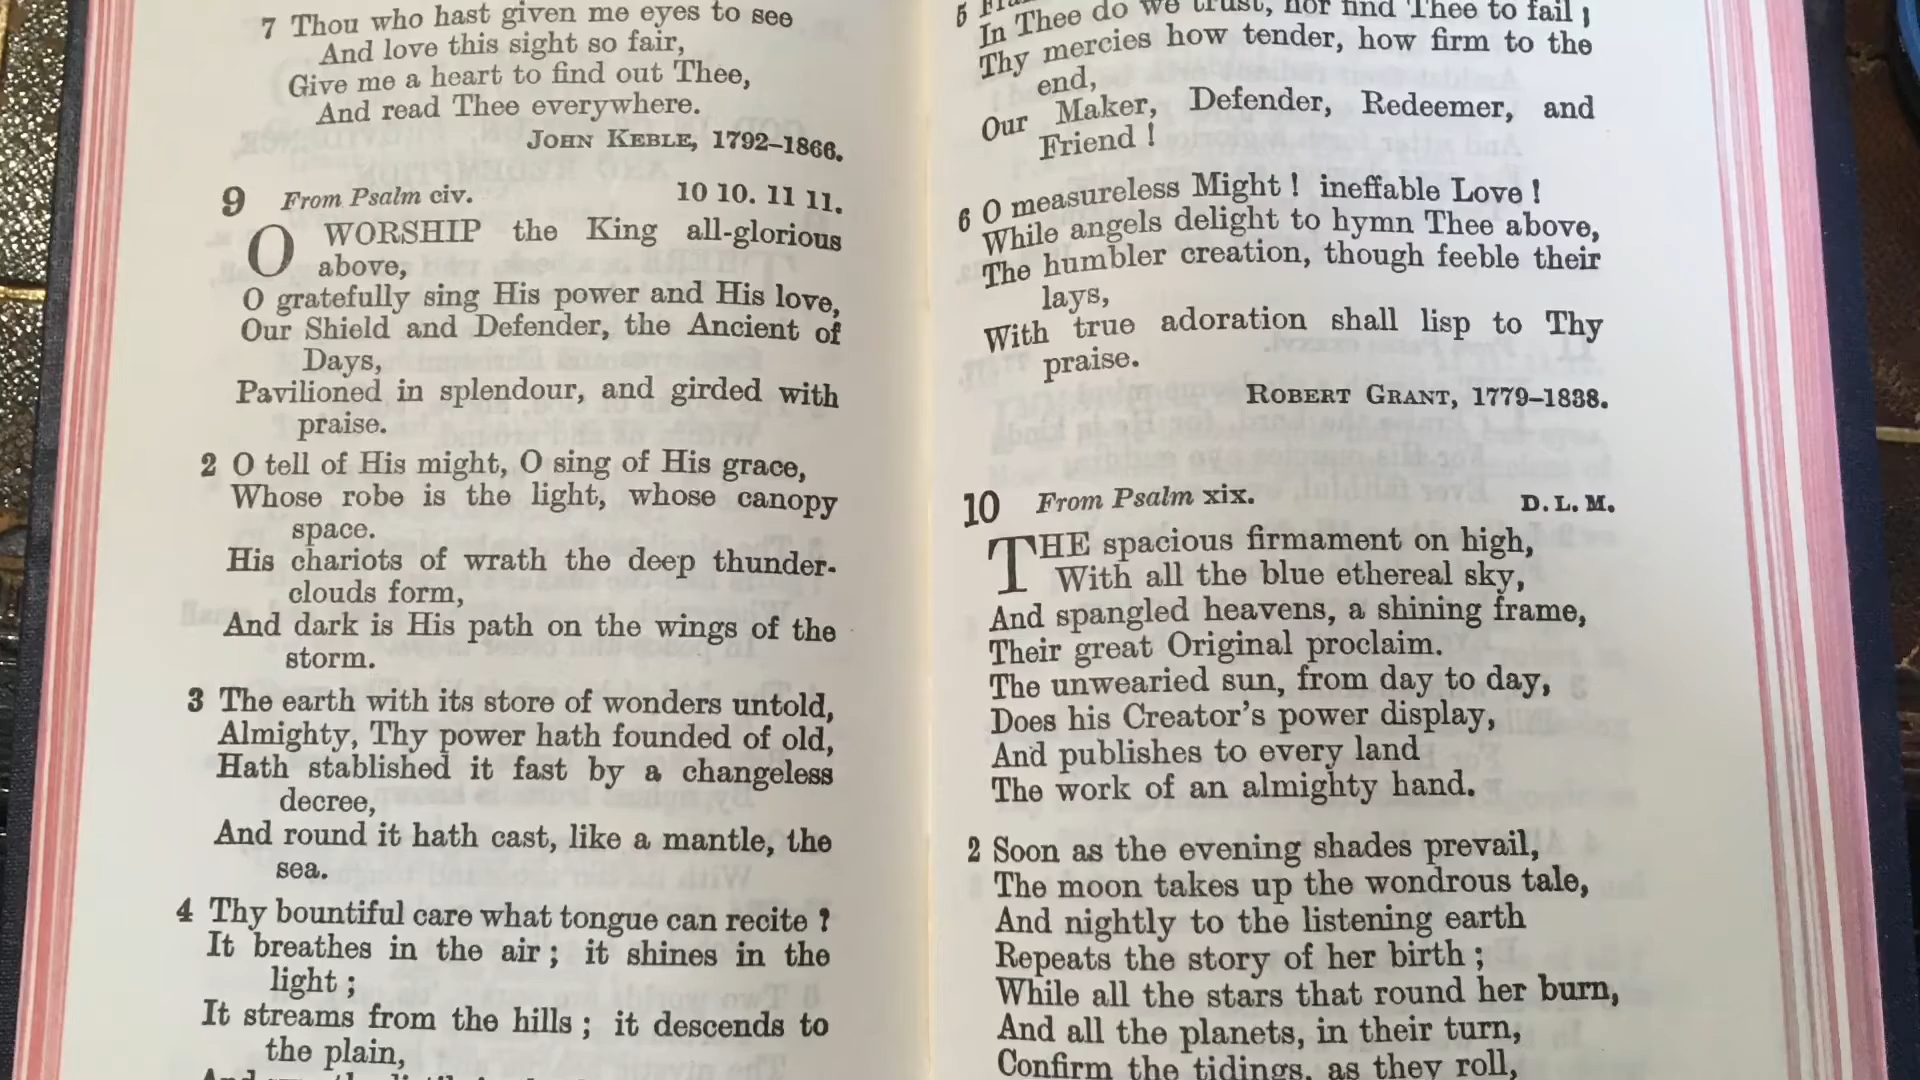 7 Thou who hast given me eyes to see
And love this sight so fair,
Give me a heart to find out Thee,
And read Thee everywhere.
JOHN KEBLE, 1792–1866.
9 From Psalm civ. 10 10. 11 11.
O WORSHIP the King all-glorious
above,
O gratefully sing His power and His love,
Our Shield and Defender, the Ancient of
Days,
Pavilioned in splendour, and girded with
praise.
2 O tell of His might, O sing of His grace,
Whose robe is the light, whose canopy
space.
His chariots of wrath the deep thunder-
clouds form,
And dark is His path on the wings of the
storm.
3 The earth with its store of wonders untold,
Almighty, Thy power hath founded of old,
Hath stablished it fast by a changeless
decree,
And round it hath cast, like a mantle, the
sea.
4 Thy bountiful care what tongue can recite ?
It breathes in the air ; it shines in the
light ;
It streams from the hills ; it descends to
the plain,
5
In Thee do we trust, nor find Thee to fail ;
Thy mercies how tender, how firm to the
end,
Our Maker, Defender, Redeemer, and
Friend !
6 O measureless Might ! ineffable Love !
While angels delight to hymn Thee above,
The humbler creation, though feeble their
lays,
With true adoration shall lisp to Thy
praise.
ROBERT GRANT, 1779–1838.
10 From Psalm xix. D. L. M.
THE spacious firmament on high,
With all the blue ethereal sky,
And spangled heavens, a shining frame,
Their great Original proclaim.
The unwearied sun, from day to day,
Does his Creator's power display,
And publishes to every land
The work of an almighty hand.
2 Soon as the evening shades prevail,
The moon takes up the wondrous tale,
And nightly to the listening earth
Repeats the story of her birth ;
While all the stars that round her burn,
And all the planets, in their turn,
Confirm the tidings, as they roll,